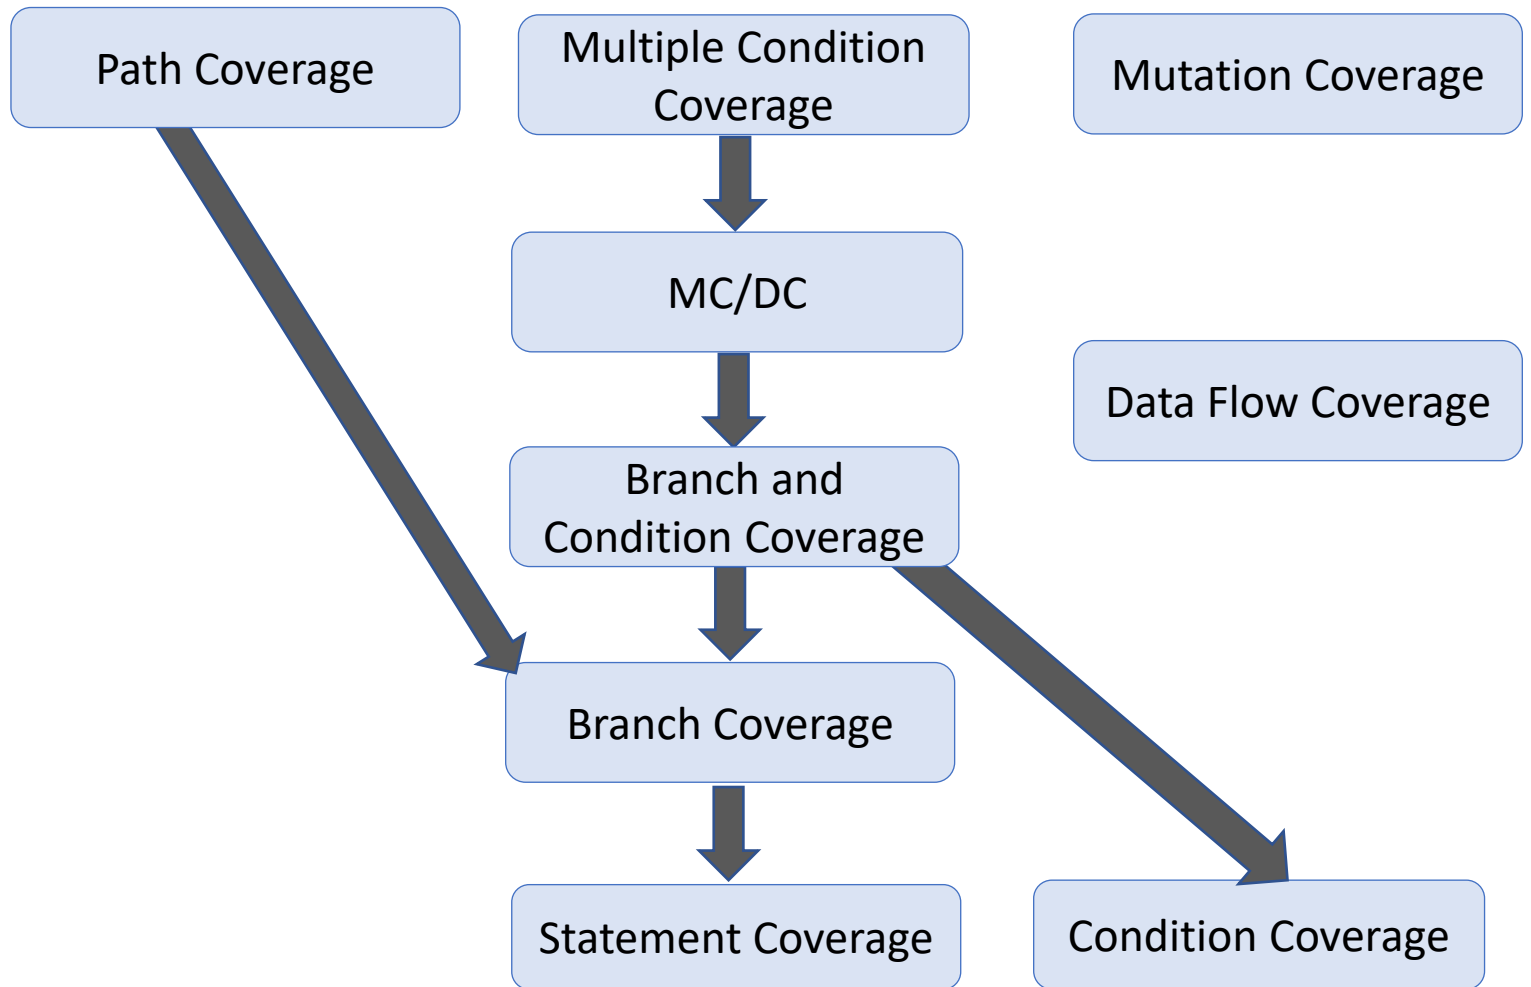 Path Coverage
Multiple Condition
Coverage
Mutation Coverage
MC/DC
Data Flow Coverage
Branch and
Condition Coverage
Branch Coverage
Statement Coverage
Condition Coverage